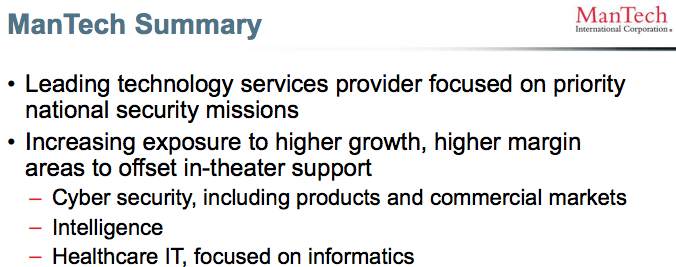 ManTech Summary
ManTech
International Corporation®
• Leading technology services provider focused on priority
national security missions
• Increasing exposure to higher growth, higher margin
areas to offset in-theater support
– Cyber security, including products and commercial markets
– Intelligence
– Healthcare IT, focused on informatics